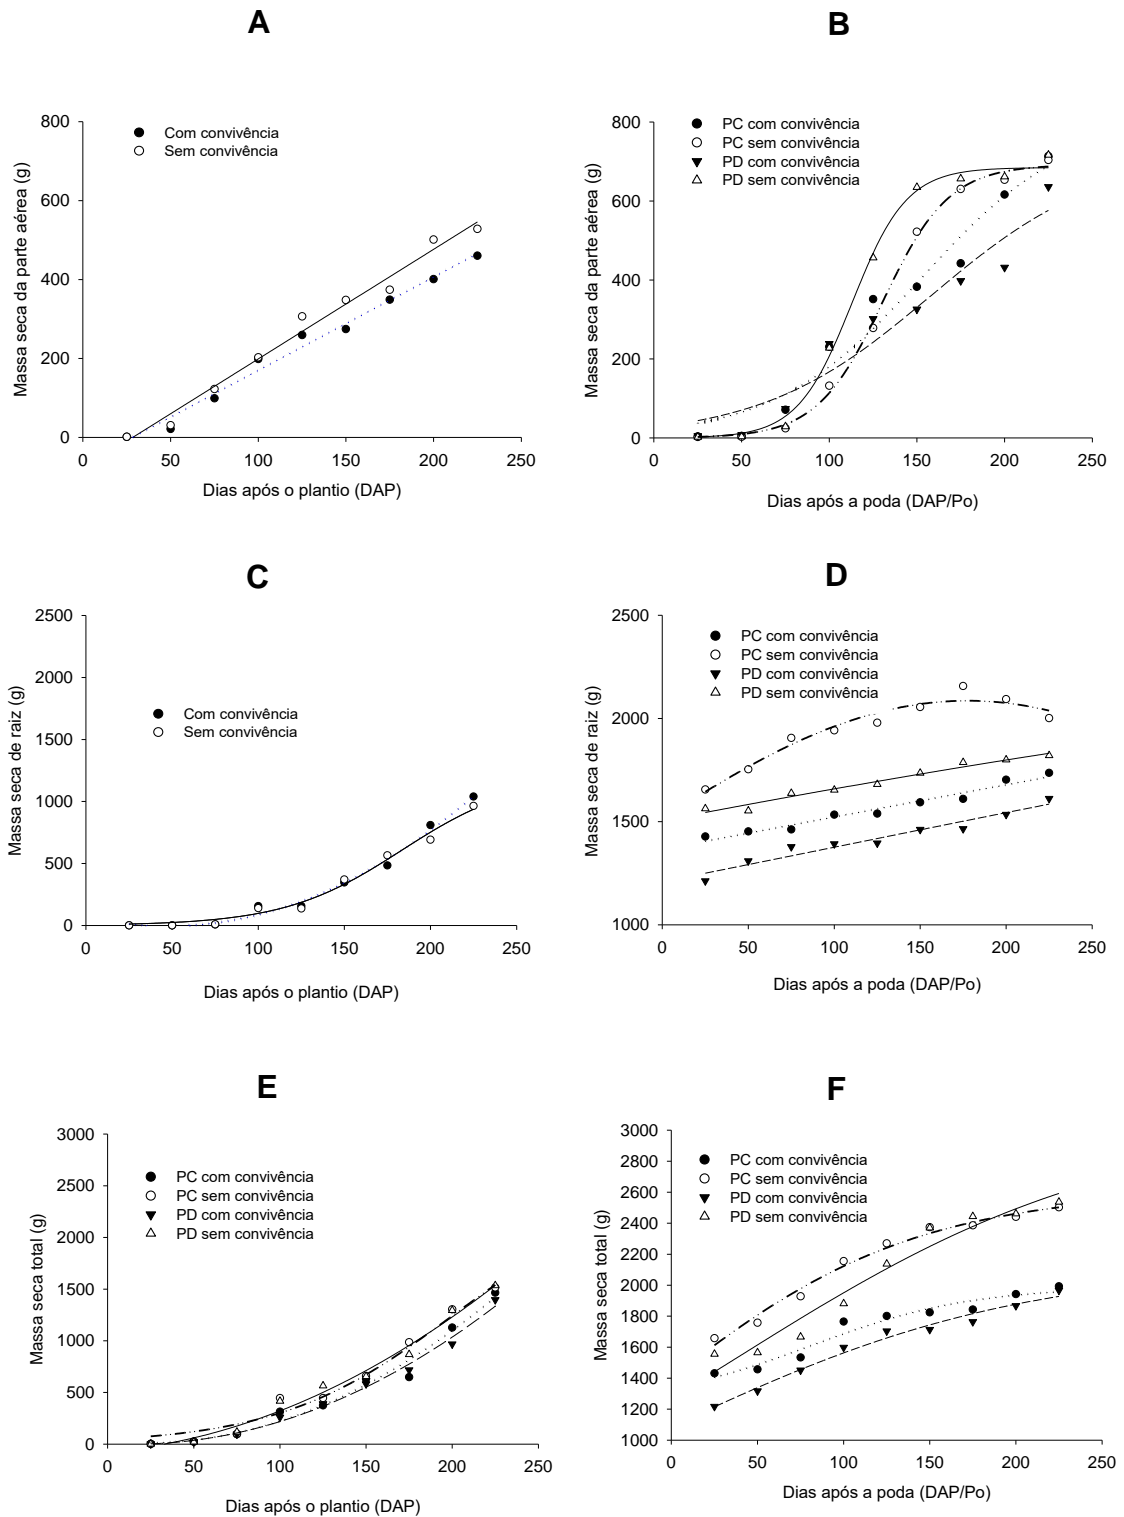 A
B
Massa seca da parte aérea (g)
800
600
400
200
0
Com convivência
Sem convivência
0 50 100 150 200 250
Dias após o plantio (DAP)
Massa seca da parte aérea (g)
800
600
400
200
0
PC com convivência
PC sem convivência
PD com convivência
PD sem convivência
0 50 100 150 200 250
Dias após a poda (DAP/Po)
C
D
Massa seca de raiz (g)
2500
2000
1500
1000
500
0
Com convivência
Sem convivência
0 50 100 150 200 250
Dias após o plantio (DAP)
Massa seca de raiz (g)
2500
2000
1500
1000
PC com convivência
PC sem convivência
PD com convivência
PD sem convivência
0 50 100 150 200 250
Dias após a poda (DAP/Po)
E
F
Massa seca total (g)
3000
2500
2000
1500
1000
500
0
PC com convivência
PC sem convivência
PD com convivência
PD sem convivência
0 50 100 150 200 250
Dias após o plantio (DAP)
Massa seca total (g)
3000
2800
2600
2400
2200
2000
1800
1600
1400
1200
1000
PC com convivência
PC sem convivência
PD com convivência
PD sem convivência
0 50 100 150 200 250
Dias após a poda (DAP/Po)